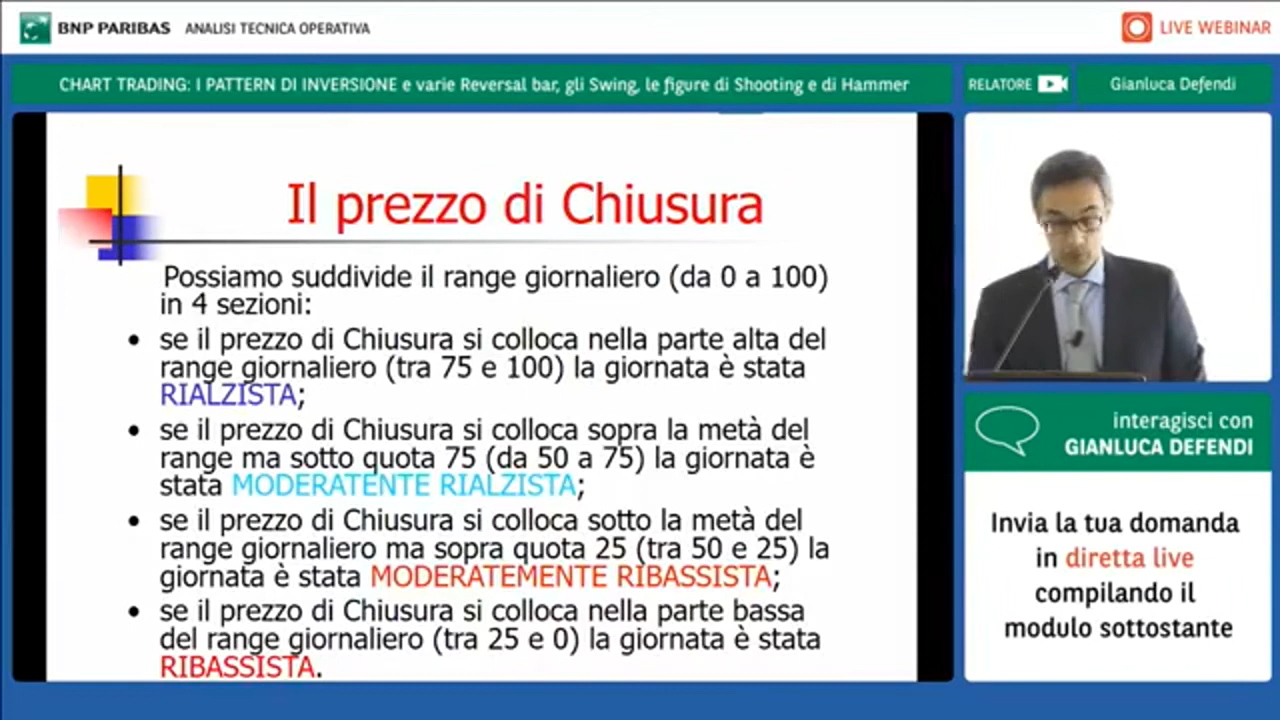 BNP PARIBAS ANALISI TECNICA OPERATIVA
LIVE WEBINAR
CHART TRADING: I PATTERN DI INVERSIONE e varie Reversal bar, gli Swing, le figure di Shooting e di Hammer
RELATORE
Gianluca Defendi
Il prezzo di Chiusura
Possiamo suddivide il range giornaliero (da 0 a 100)
in 4 sezioni:
• se il prezzo di Chiusura si colloca nella parte alta del
range giornaliero (tra 75 e 100) la giornata è stata
RIALZISTA;
• se il prezzo di Chiusura si colloca sopra la metà del
range ma sotto quota 75 (da 50 a 75) la giornata è
stata MODERATENTE RIALZISTA;
• se il prezzo di Chiusura si colloca sotto la metà del
range giornaliero ma sopra quota 25 (tra 50 e 25) la
giornata è stata MODERATEMENTE RIBASSISTA;
• se il prezzo di Chiusura si colloca nella parte bassa
del range giornaliero (tra 25 e 0) la giornata è stata
RIBASSISTA.
interagisci con
GIANLUCA DEFENDI
Invia la tua domanda
in diretta live
compilando il
modulo sottostante